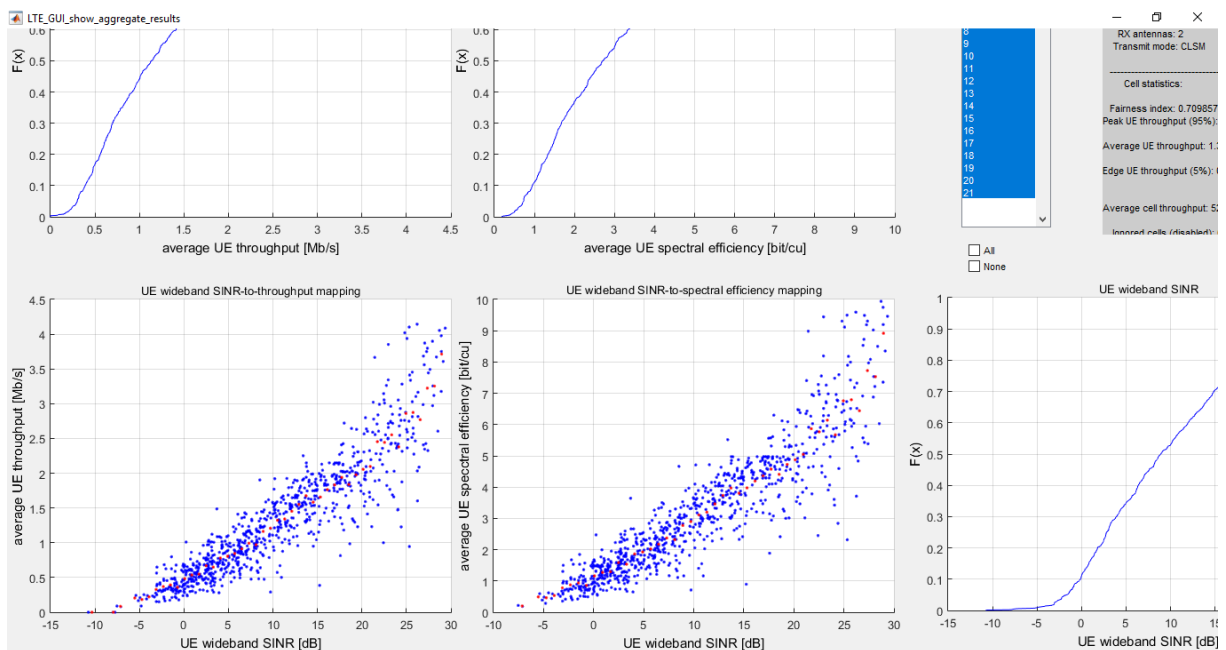 LTE_GUI_show_aggregate_results
0.6
0.5
0.4
0.3
0.2
0.1
0
F(x)
0 0.5 1 1.5 2 2.5 3 3.5 4 4.5
average UE throughput [Mb/s]
0.6
0.5
0.4
0.3
0.2
0.1
0
F(x)
0 1 2 3 4 5 6 7 8 9 10
average UE spectral efficiency [bit/cu]
8
9
10
11
12
13
14
15
16
17
18
19
20
21
All
None
RX antennas: 2
Transmit mode: CLSM
Cell statistics:
Fairness index: 0.709857
Peak UE throughput (95%):
Average UE throughput: 1.3
Edge UE throughput (5%):
Average cell throughput: 52
Ignored cells (disabled):
UE wideband SINR-to-throughput mapping
4.5
4
3.5
3
2.5
2
1.5
1
0.5
0
average UE throughput [Mb/s]
-15 -10 -5 0 5 10 15 20 25 30
UE wideband SINR [dB]
UE wideband SINR-to-spectral efficiency mapping
10
9
8
7
6
5
4
3
2
1
0
average UE specctral efficiency [bit/cu]
-10 -5 0 5 10 15 20 25 30
UE wideband SINR [dB]
UE wideband SINR
1
0.9
0.8
0.7
0.6
0.5
0.4
0.3
0.2
0.1
0
F(x)
-15 -10 -5 0 5 10 15
UE wideband SINR [dB]